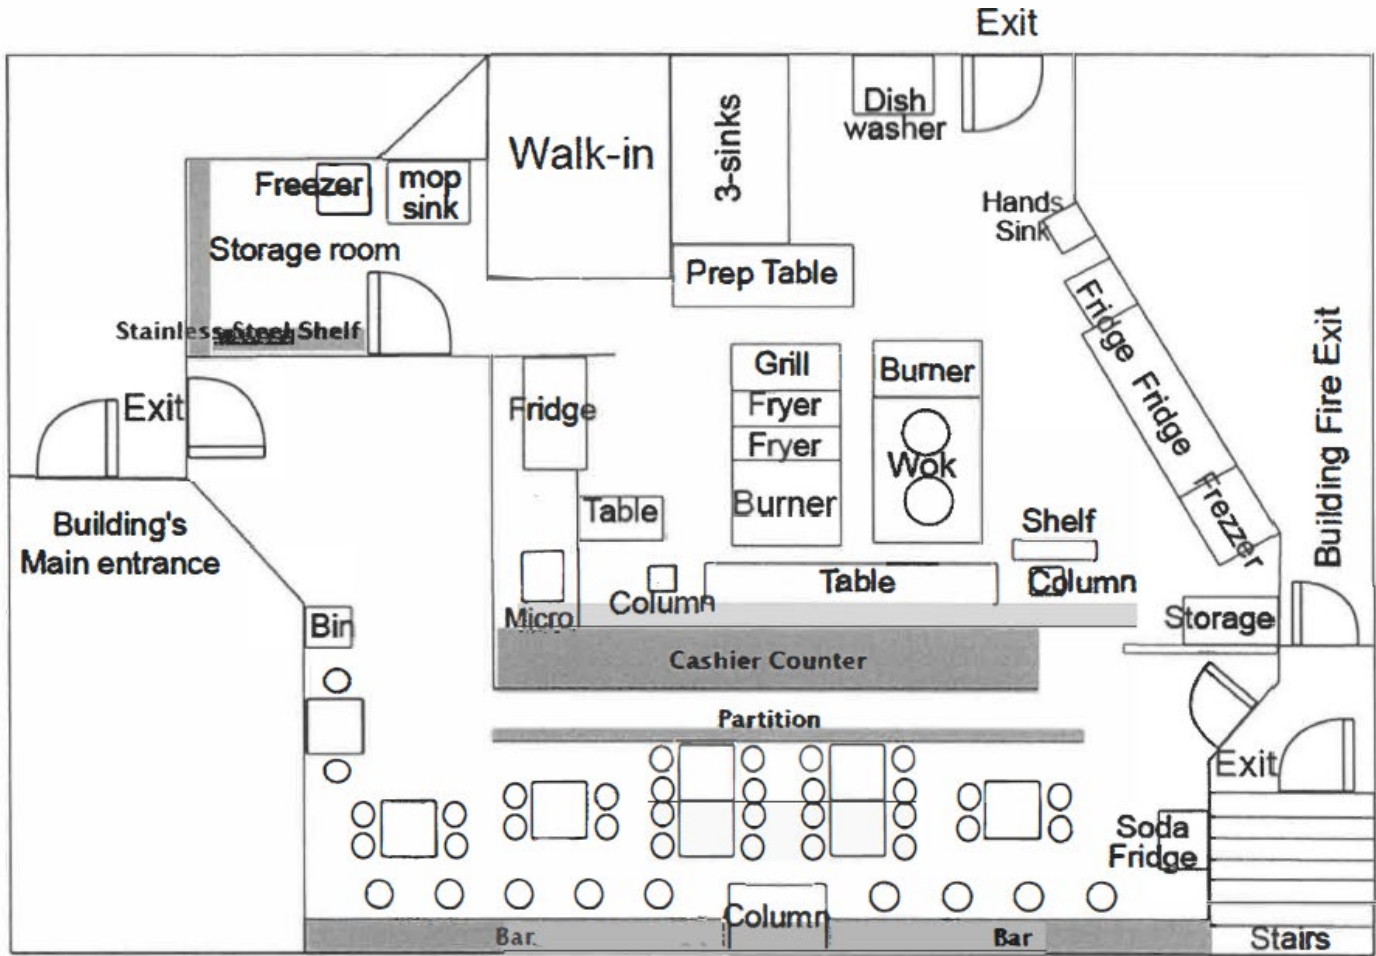 Exit
Walk-in
3-sinks
Dish
washer
Freezer
mop
sink
Hands
Sink
Storage room
Prep Table
Stainless Steel Shelf
Fridge
Fridge
Frezzer
Building Fire Exit
Exit
Fridge
Grill
Fryer
Fryer
Burner
Burner
Wok
Table
Shelf
Building's
Main entrance
Micro
Column
Table
Column
Storage
Bin
Cashier Counter
Partition
Exit
Soda
Fridge
Column
Bar
Bar
Stairs